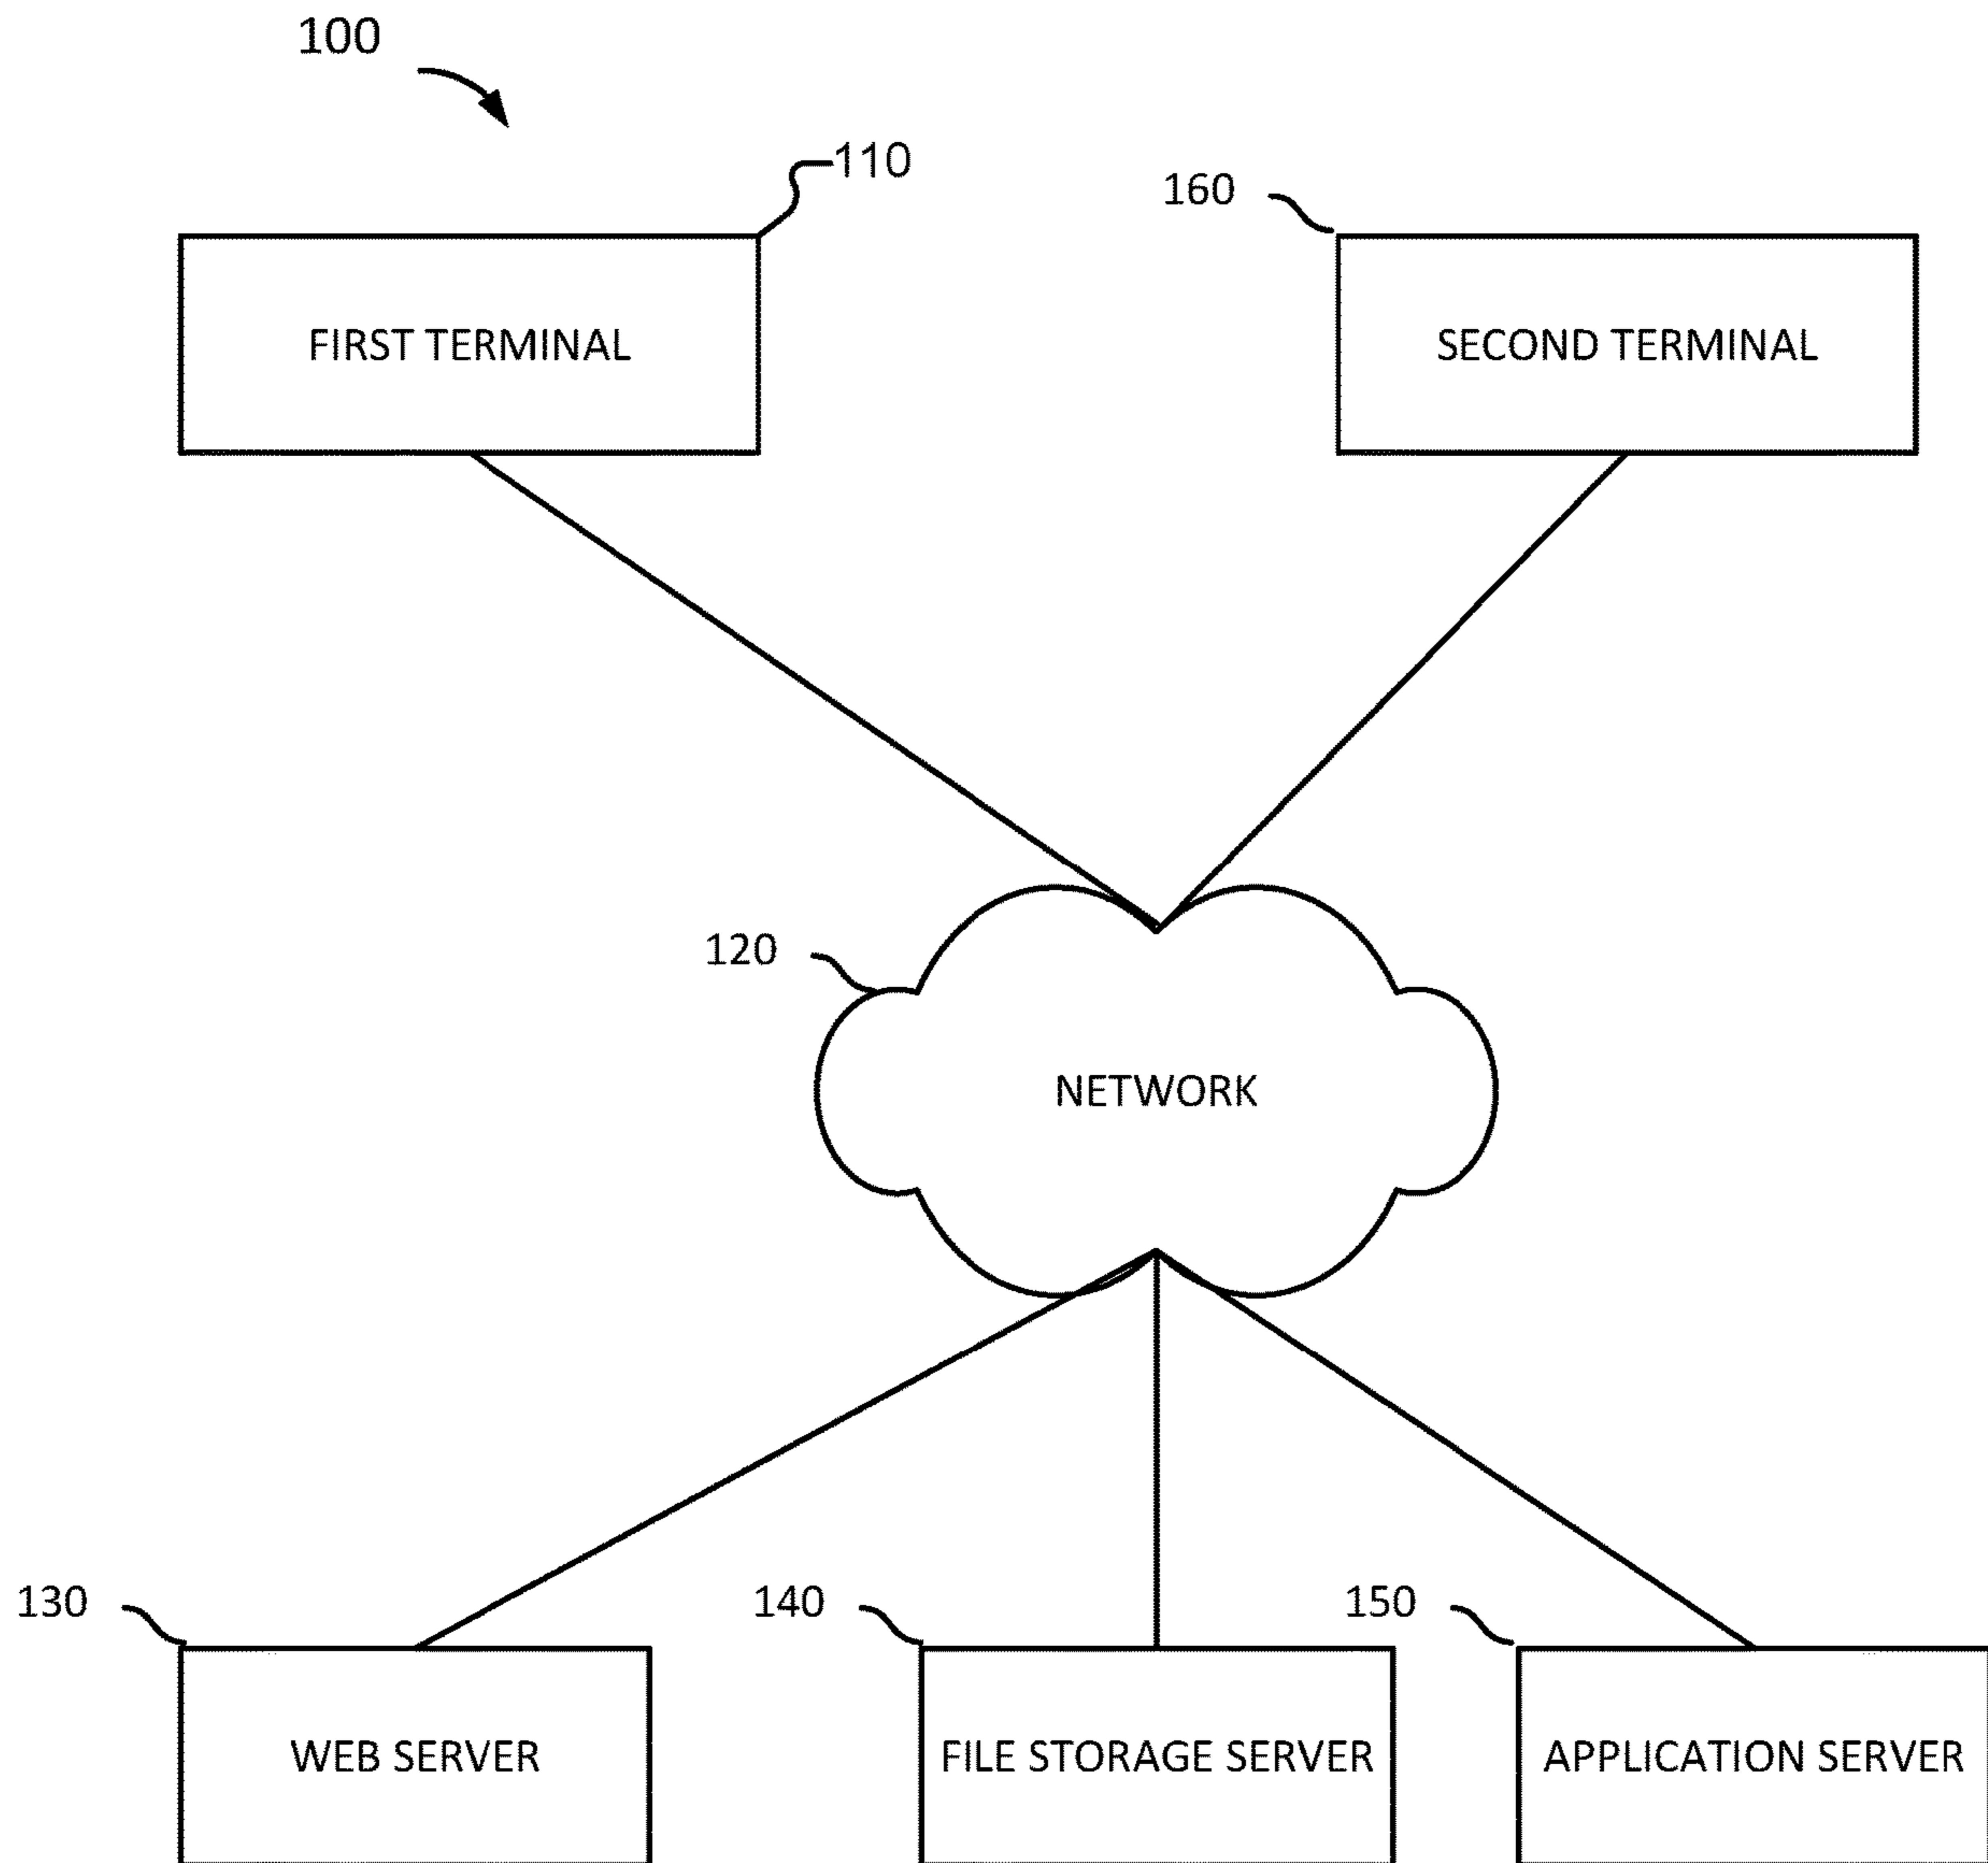 100
110
160
FIRST TERMINAL
SECOND TERMINAL
120
NETWORK
130
140
150
WEB SERVER
FILE STORAGE SERVER
APPLICATION SERVER